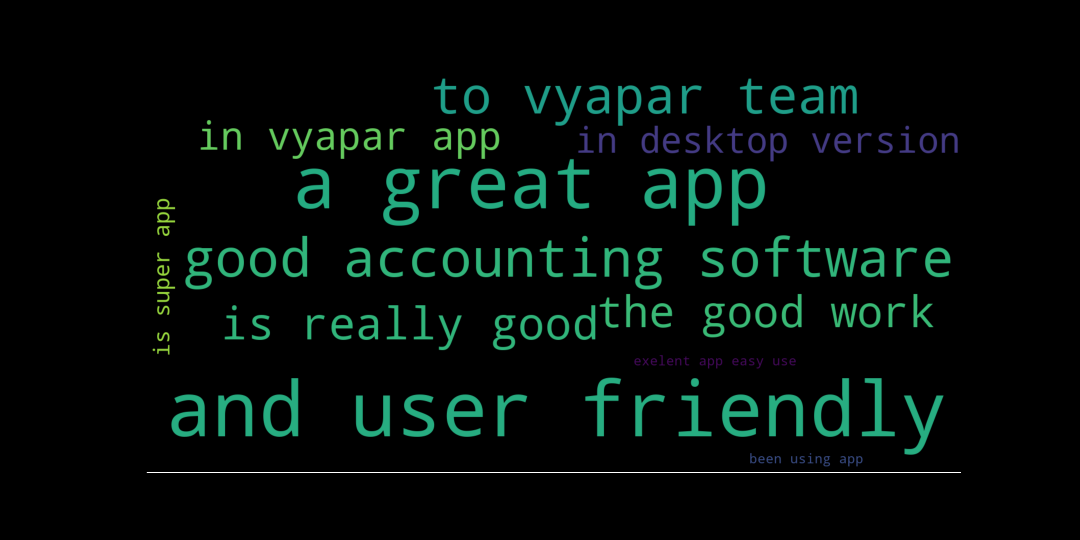 to vyapar team
in vyapar app
in desktop version
a great app
is super app
good accounting software
the good work
is really good
exelent app easy use
and user friendly
been using app